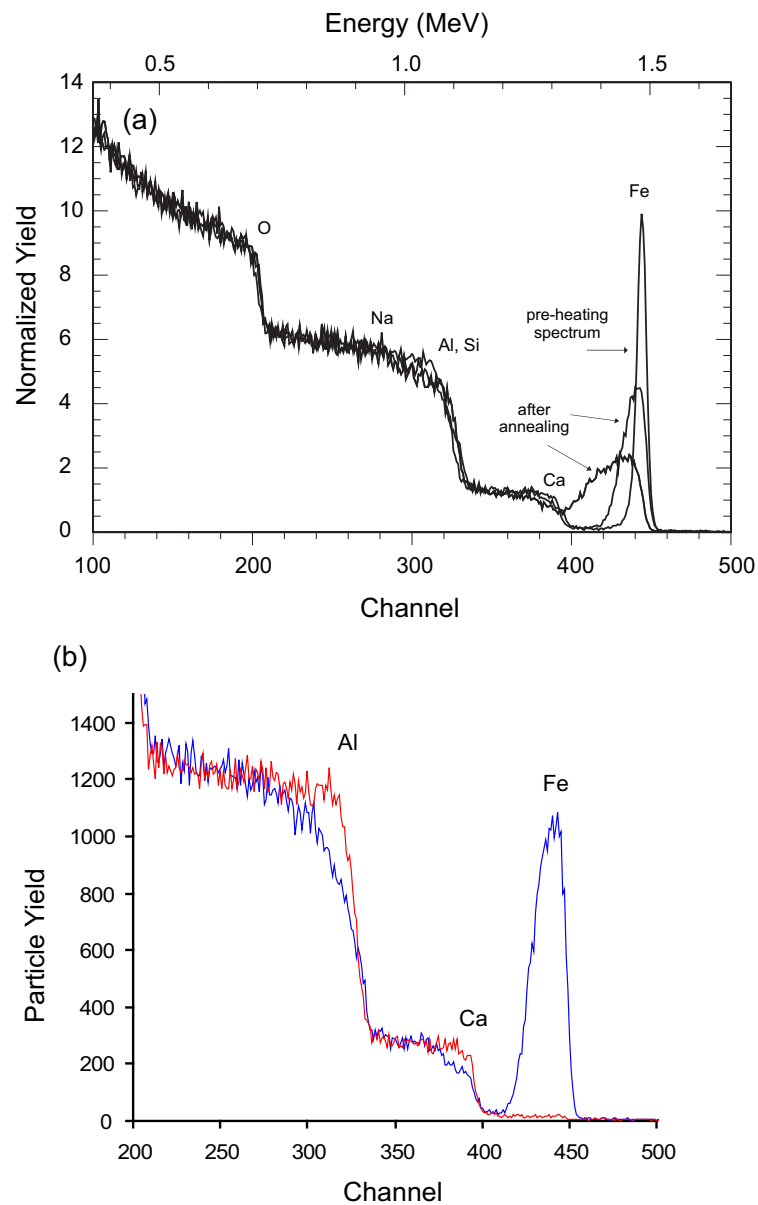 Energy (MeV)
0.5 1.0 1.5
14
12
10
8
6
4
2
0
Normalized Yield
(a)
O
Na
Al, Si
Ca
Fe
pre-heating
spectrum
after
annealing
100 200 300 400 500
Channel
(b)
1400
1200
1000
800
600
400
200
0
Particle Yield
Al
Ca
Fe
200 250 300 350 400 450 500
Channel